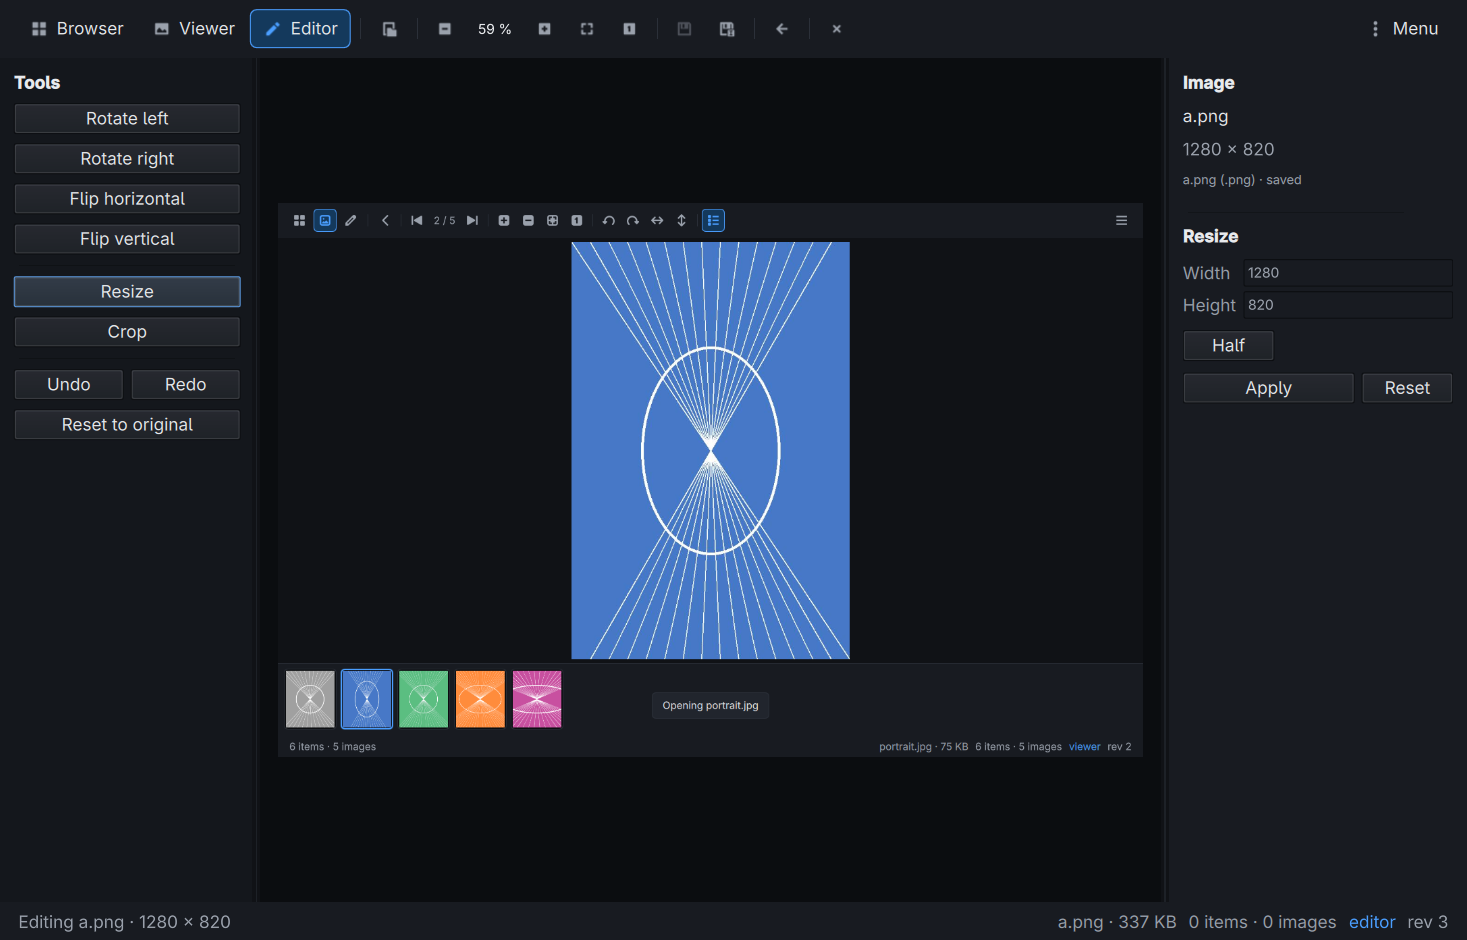 Browser Viewer Editor 59 % Menu
Tools
Rotate left
Rotate right
Flip horizontal
Flip vertical
Resize
Crop
Undo Redo
Reset to original
2 / 5
Opening portrait.jpg
6 items · 5 images
portrait.jpg · 75 KB 6 items · 5 images viewer rev 2
Image
a.png
1280 × 820
a.png (.png) · saved
Resize
Width 1280
Height 820
Half
Apply Reset
Editing a.png · 1280 × 820
a.png · 337 KB 0 items · 0 images editor rev 3